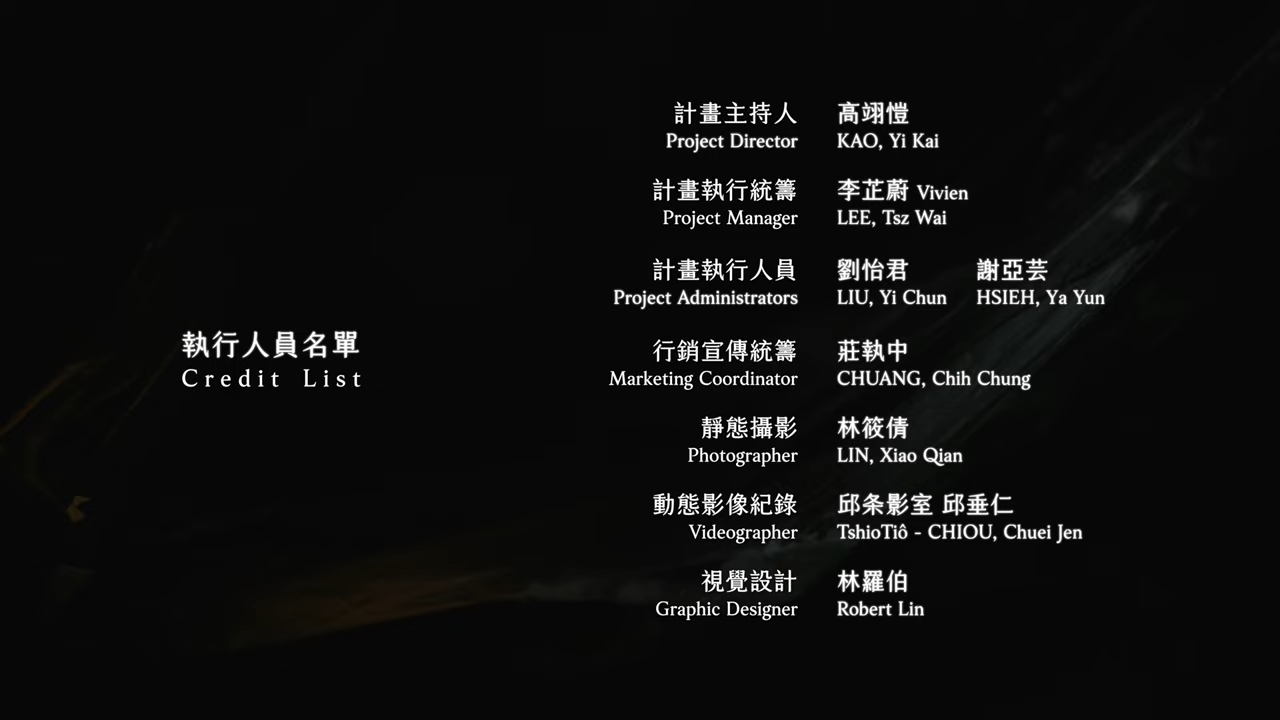 執行人員名單
Credit List
計畫主持人 高翊愷
Project Director KAO, Yi Kai
計畫執行統籌 李芷蔚 Vivien
Project Manager LEE, Tsz Wai
計畫執行人員 劉怡君 謝亞芸
Project Administrators LIU, Yi Chun HSIEH, Ya Yun
行銷宣傳統籌 莊執中
Marketing Coordinator CHUANG, Chih Chung
靜態攝影 林筱倩
Photographer LIN, Xiao Qian
動態影像紀錄 邱条影室 邱垂仁
Videographer TshioTiô - CHIOU, Chuei Jen
視覺設計 林羅伯
Graphic Designer Robert Lin